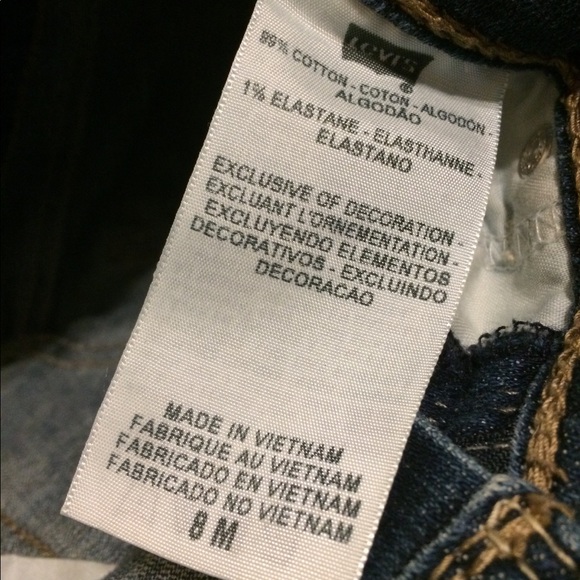 LEVI'S ®
99% COTTON - COTON - ALGODÓN -
ALGODÃO
1% ELASTANE - ELASTHANNE -
ELASTANO
EXCLUSIVE OF DECORATION -
EXCLUANT L'ORNEMENTATION -
EXCLUYENDO ELEMENTOS
DECORATIVOS - EXCLUINDO
DECORACAO
MADE IN VIETNAM
FABRIQUE AU VIETNAM
FABRICADO EN VIETNAM
FABRICADO NO VIETNAM
8 M